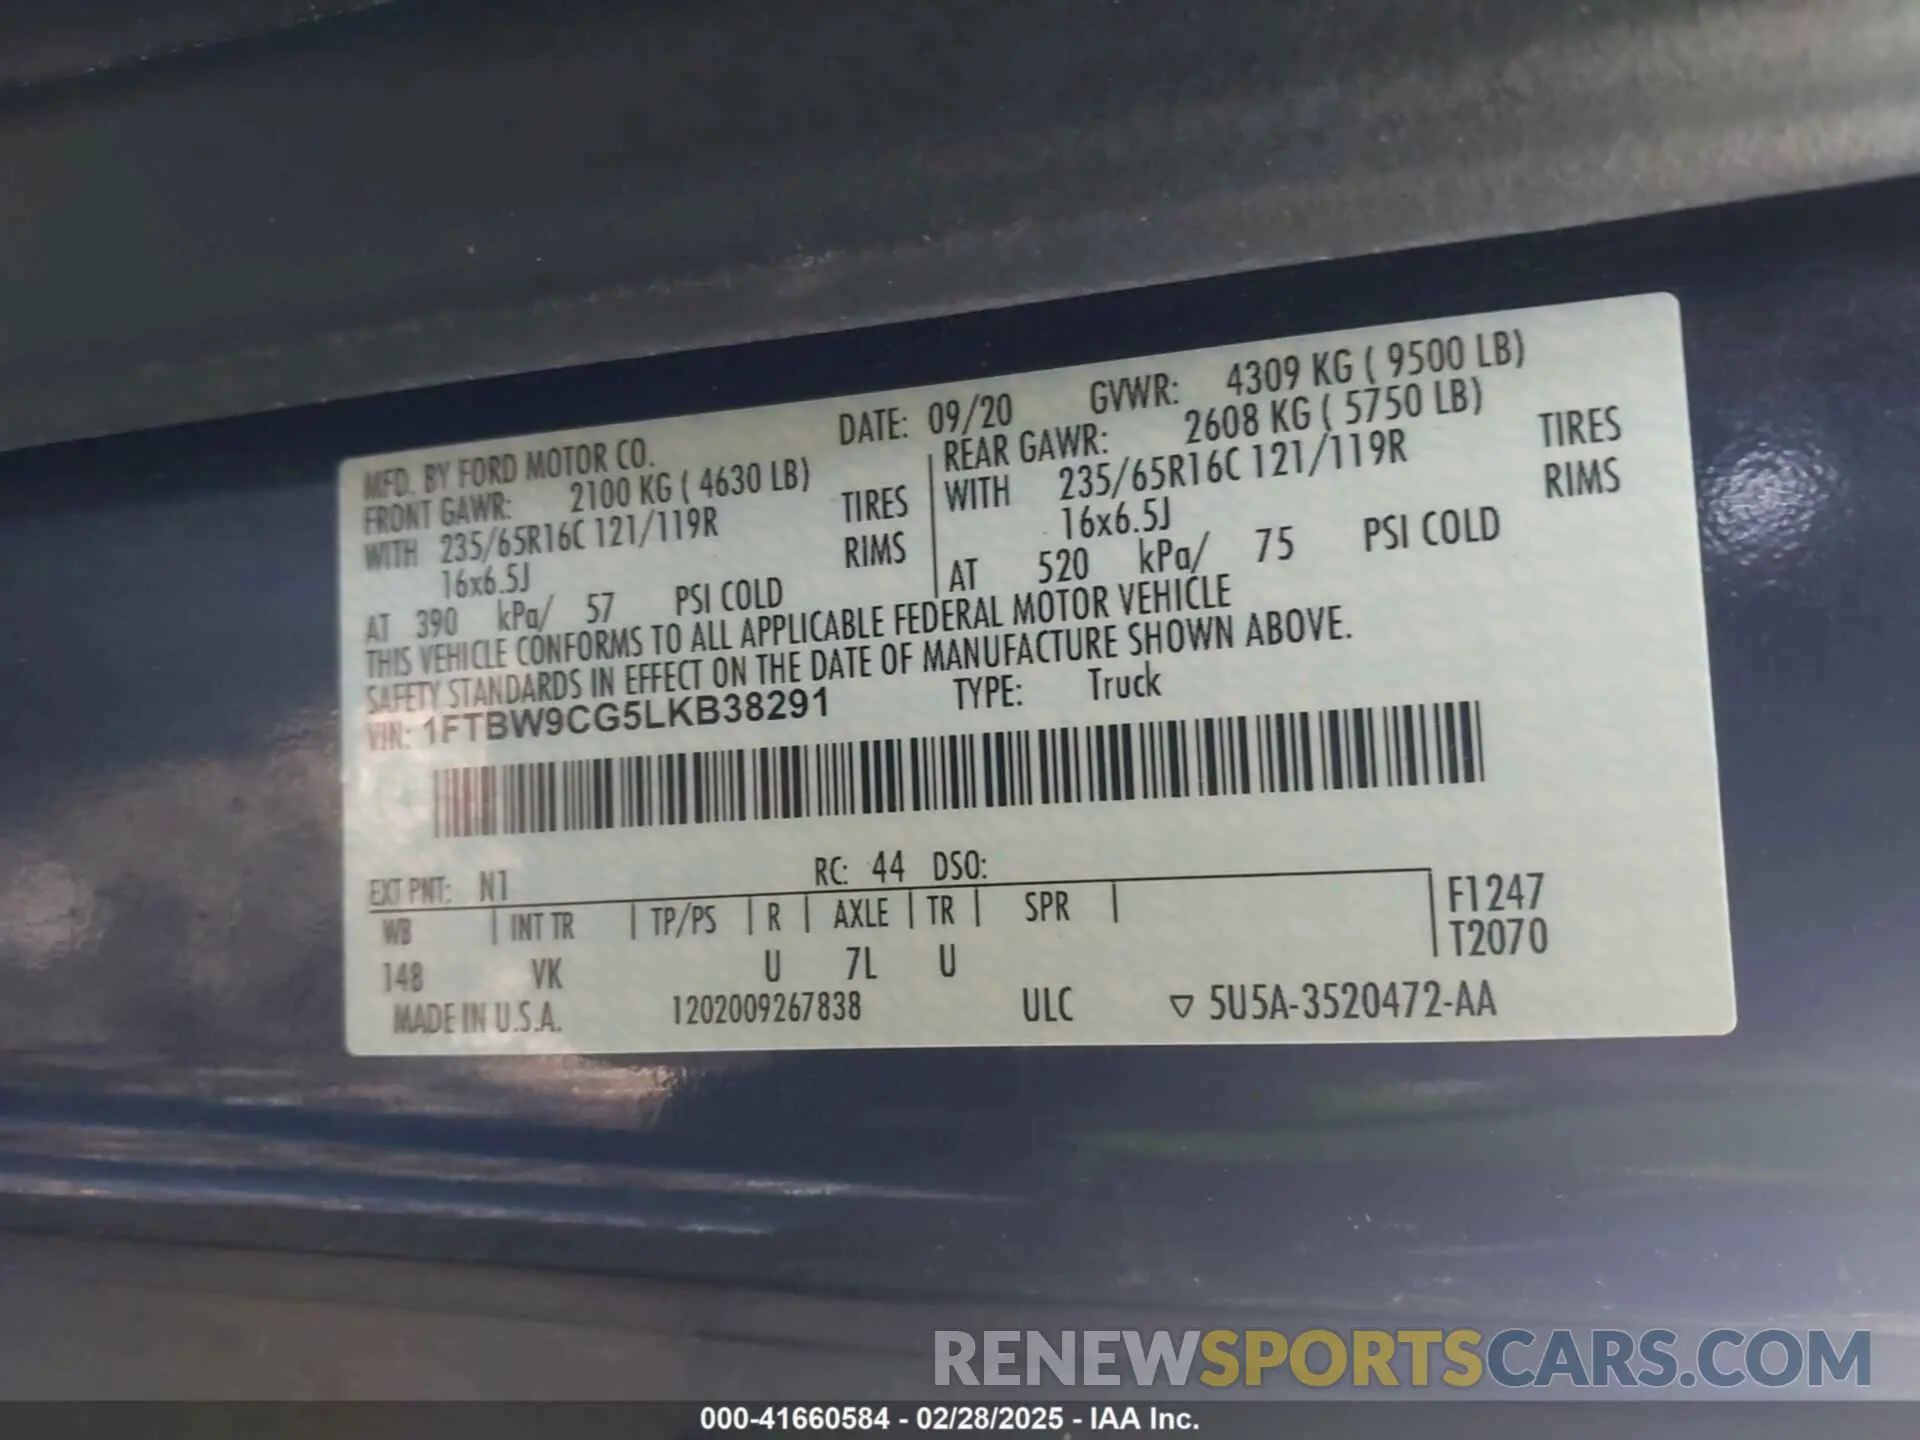 MFD. BY FORD MOTOR CO. DATE: 09/20 GVWR: 4309 KG ( 9500 LB)
FRONT GAWR: 2100 KG ( 4630 LB) REAR GAWR: 2608 KG ( 5750 LB)
WITH 235/65R16C 121/119R TIRES WITH 235/65R16C 121/119R TIRES
16x6.5J RIMS 16x6.5J RIMS
AT 390 kPa/ 57 PSI COLD AT 520 kPa/ 75 PSI COLD
THIS VEHICLE CONFORMS TO ALL APPLICABLE FEDERAL MOTOR VEHICLE
SAFETY STANDARDS IN EFFECT ON THE DATE OF MANUFACTURE SHOWN ABOVE.
VIN: 1FTBW9CG5LKB38291 TYPE: Truck
EXT PNT: N1 RC: 44 DSO:
WB | INT TR | TP/PS | R | AXLE | TR | SPR | F1247
T2070
148 VK U 7L U
MADE IN U.S.A. 1202009267838 ULC ▽ 5U5A-3520472-AA
RENEWSPORTSCARS.COM
000-41660584 - 02/28/2025 - IAA Inc.